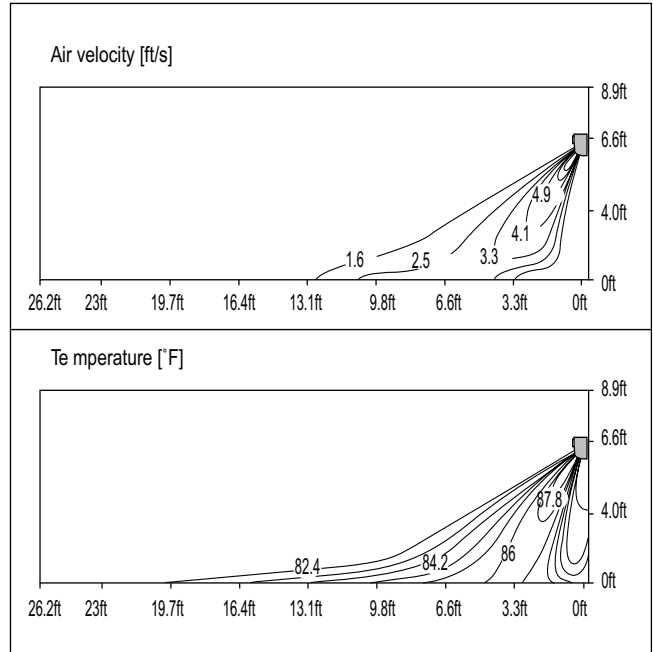 Air velocity [ft/s]
8.9ft
6.6ft
4.9
4.0ft
4.1
3.3
1.6
2.5
0ft
26.2ft 23ft 19.7ft 16.4ft 13.1ft 9.8ft 6.6ft 3.3ft 0ft
Te mperature [˚F]
8.9ft
6.6ft
87.8
4.0ft
86
84.2
82.4
0ft
26.2ft 23ft 19.7ft 16.4ft 13.1ft 9.8ft 6.6ft 3.3ft 0ft